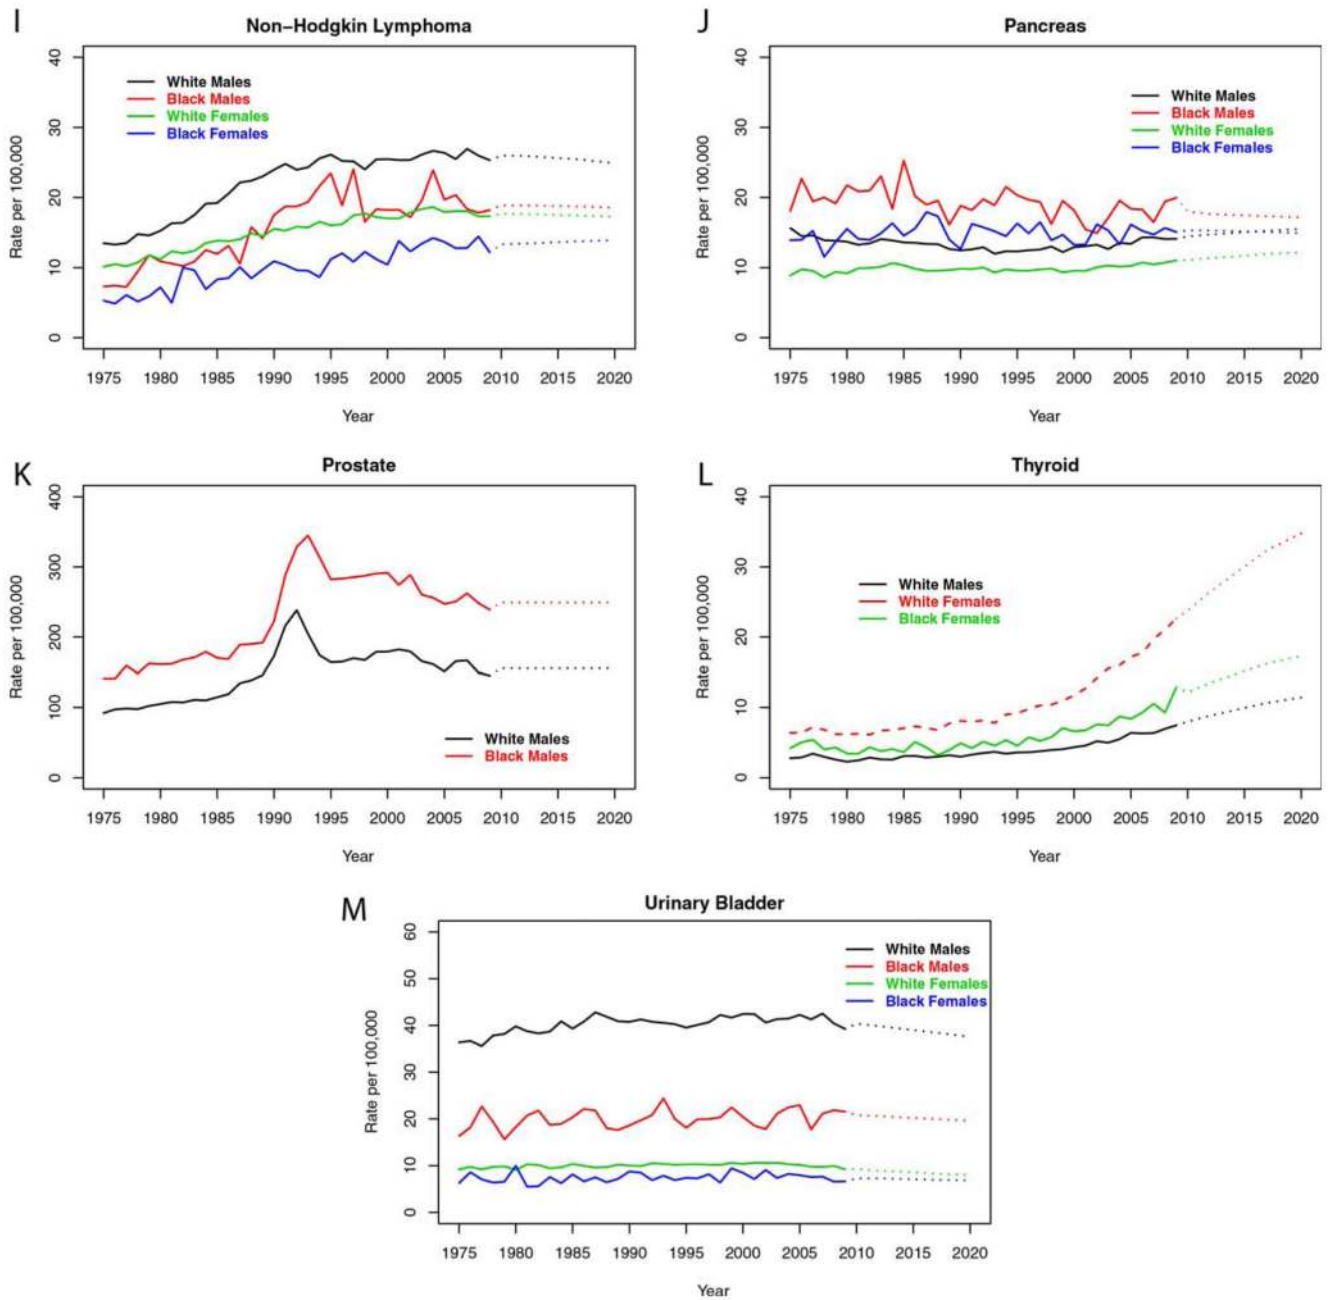 I
Non-Hodgkin Lymphoma
Rate per 100,000
40
30
20
10
0
White Males
Black Males
White Females
Black Females
1975 1980 1985 1990 1995 2000 2005 2010 2015 2020
Year
J
Pancreas
Rate per 100,000
40
30
20
10
0
White Males
Black Males
White Females
Black Females
1975 1980 1985 1990 1995 2000 2005 2010 2015 2020
Year
K
Prostate
Rate per 100,000
400
300
200
100
0
White Males
Black Males
1975 1980 1985 1990 1995 2000 2005 2010 2015 2020
Year
L
Thyroid
Rate per 100,000
40
30
20
10
0
White Males
White Females
Black Females
1975 1980 1985 1990 1995 2000 2005 2010 2015 2020
Year
M
Urinary Bladder
Rate per 100,000
60
50
40
30
20
10
0
White Males
Black Males
White Females
Black Females
1975 1980 1985 1990 1995 2000 2005 2010 2015 2020
Year